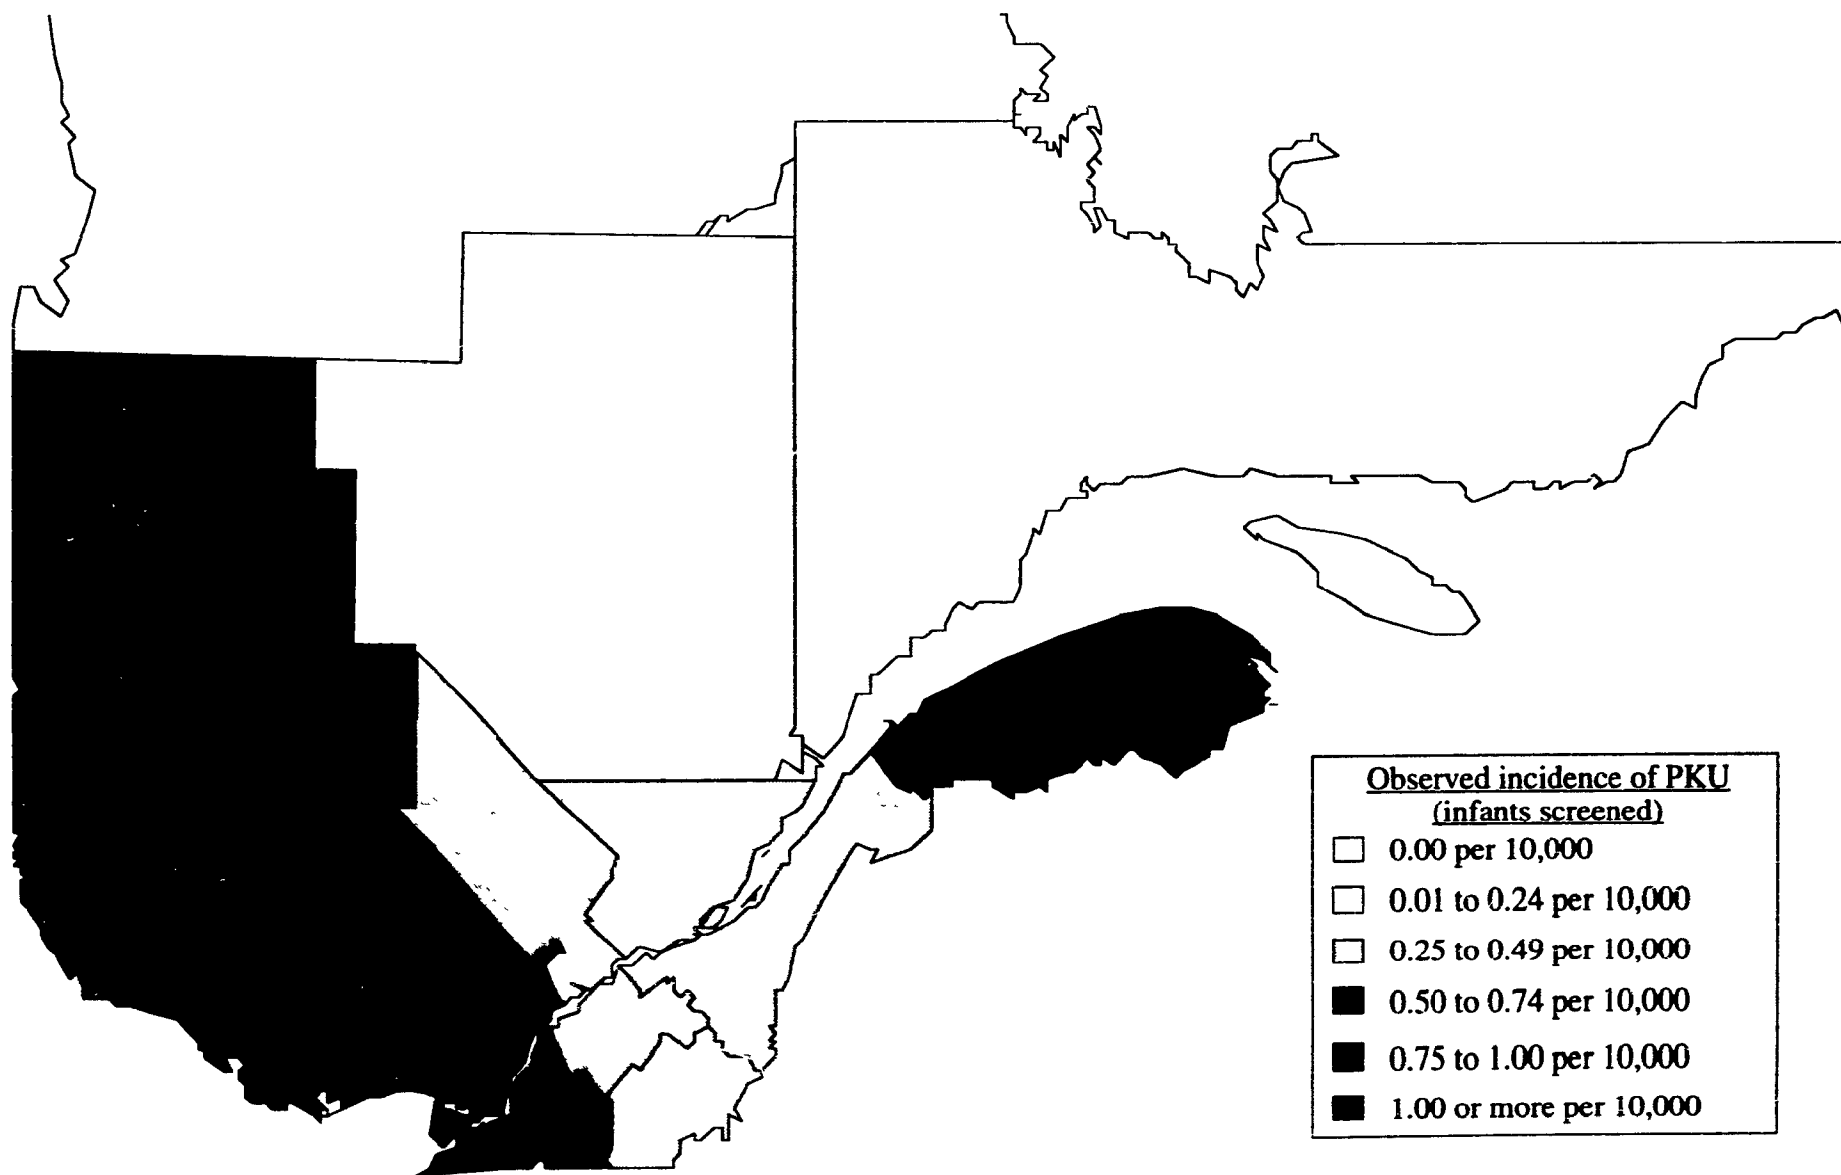 Observed incidence of PKU
(infants screened)
0.00 per 10,000
0.01 to 0.24 per 10,000
0.25 to 0.49 per 10,000
0.50 to 0.74 per 10,000
0.75 to 1.00 per 10,000
1.00 or more per 10,000